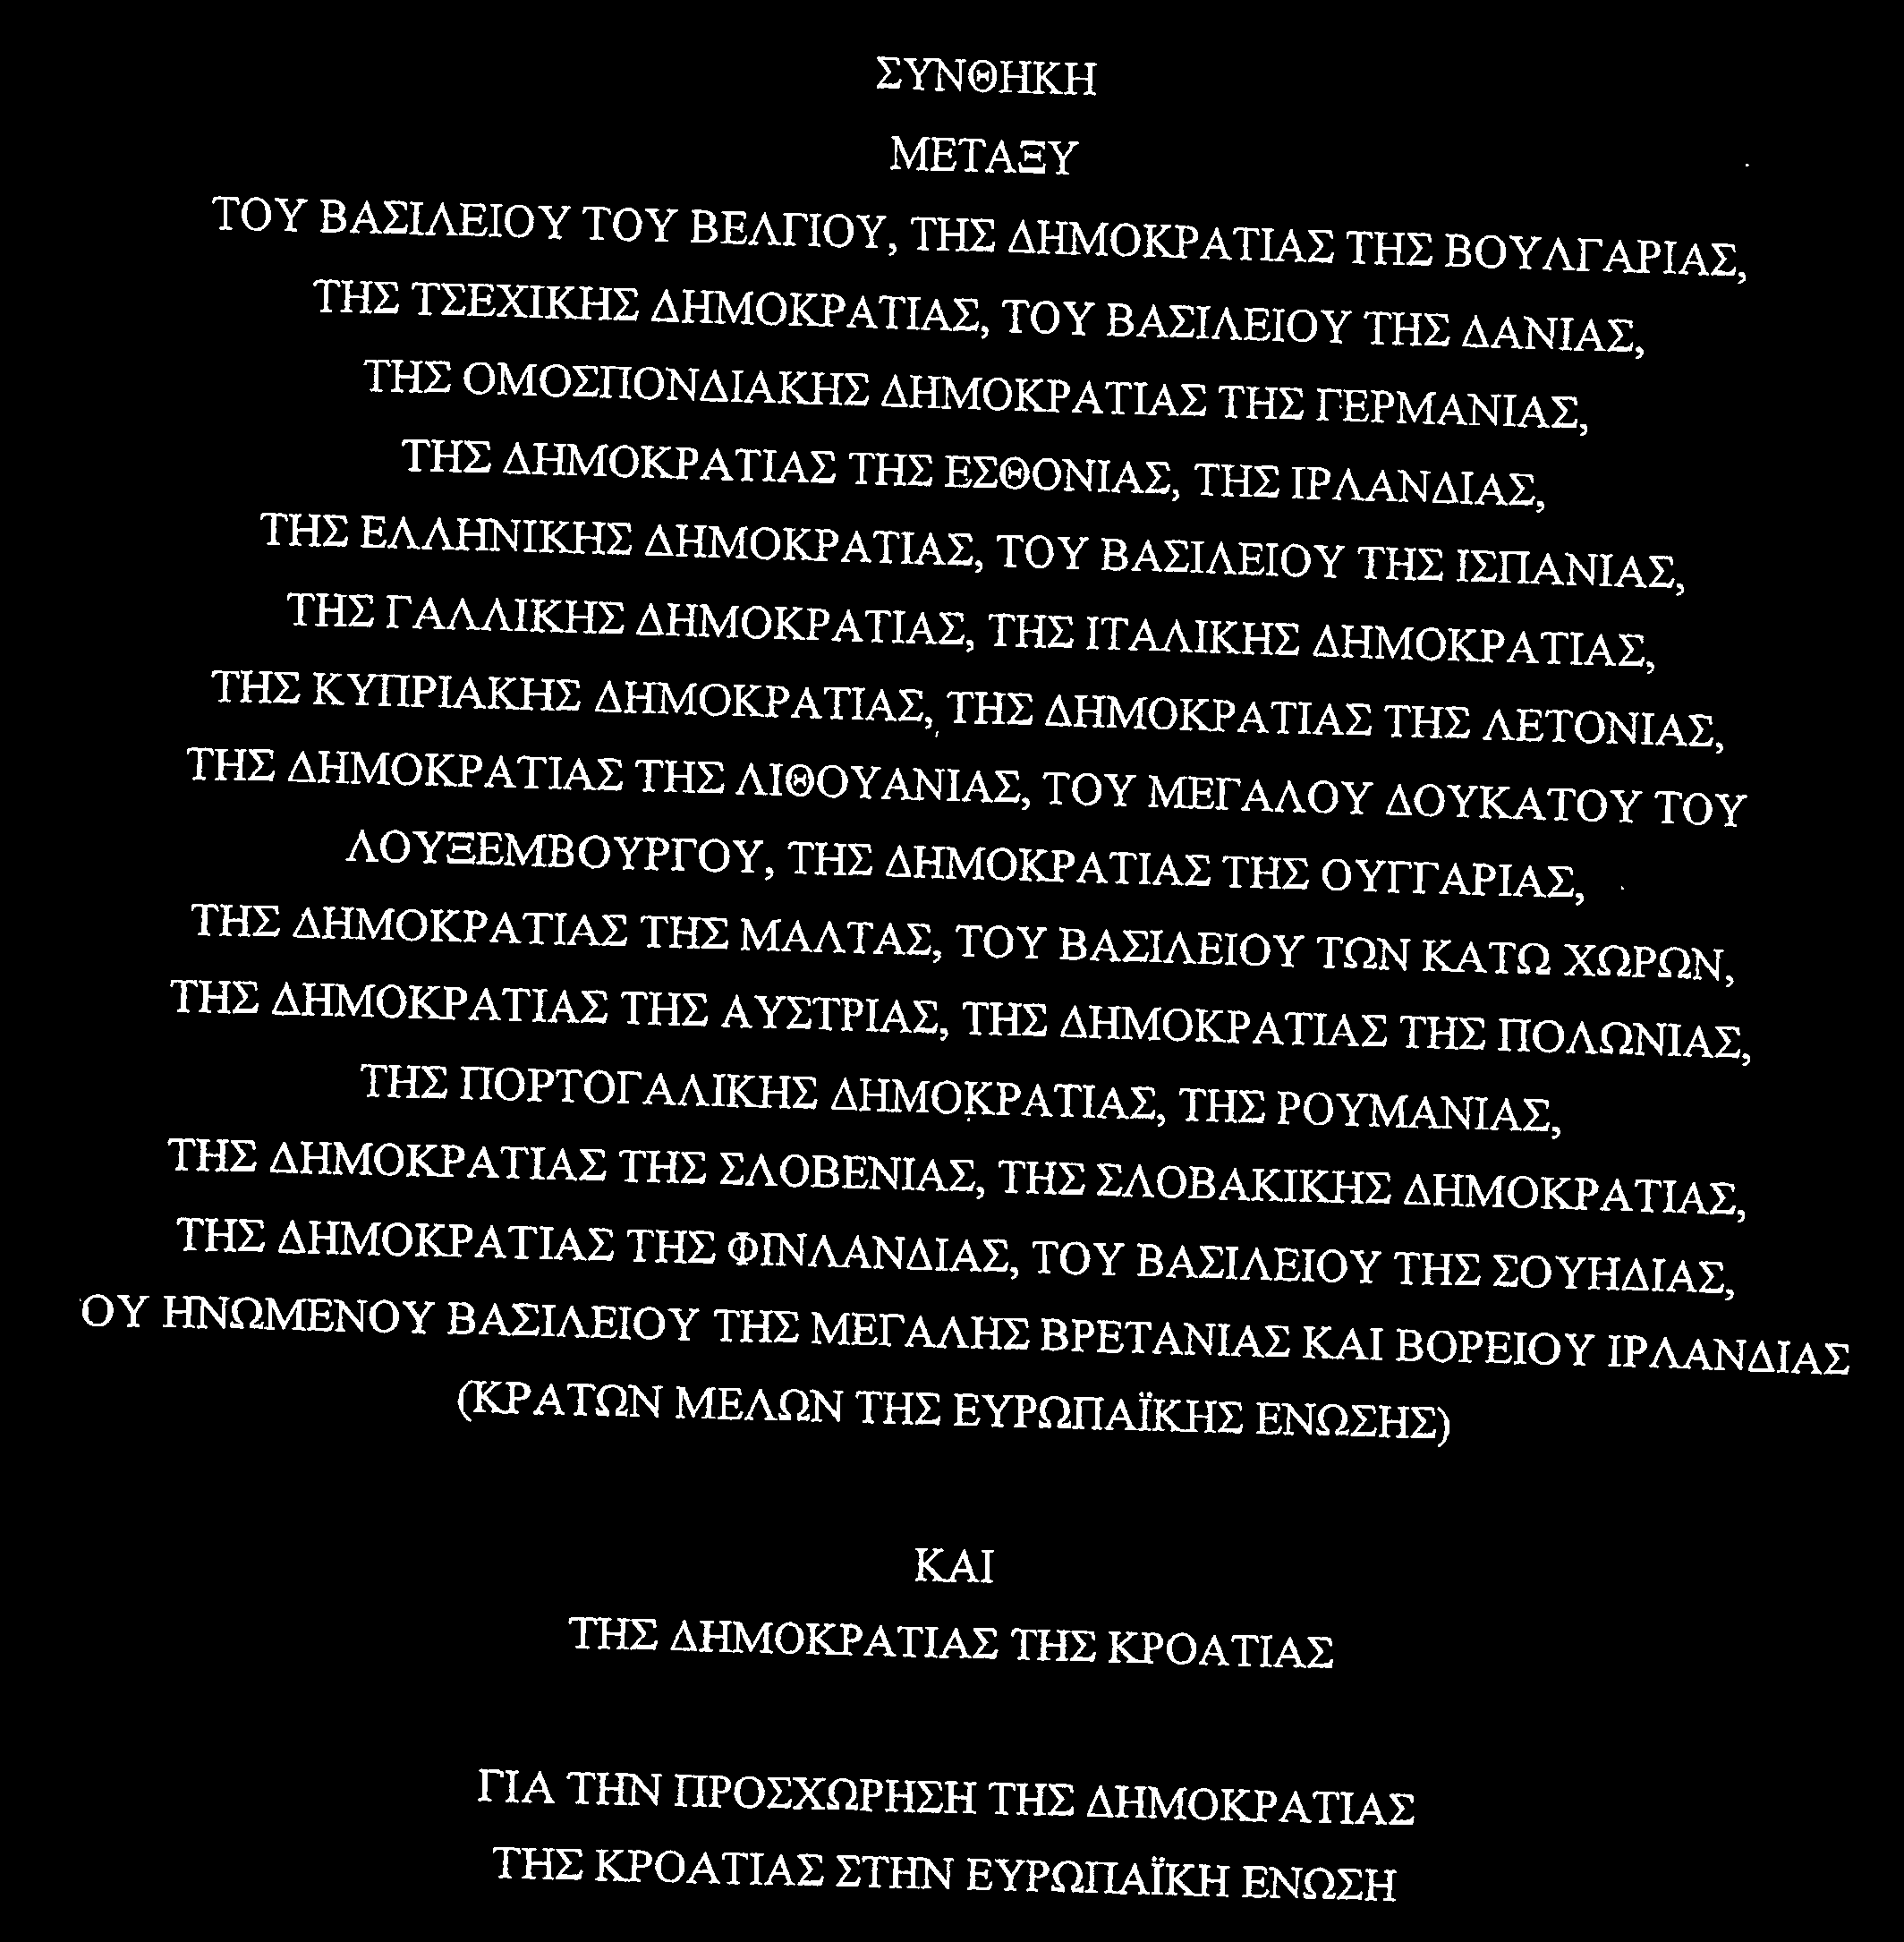 ΣΥΝΘΗΚΗ
ΜΕΤΑΞΥ
ΤΟΥ ΒΑΣΙΛΕΙΟΥ ΤΟΥ ΒΕΛΓΙΟΥ, ΤΗΣ ΔΗΜΟΚΡΑΤΙΑΣ ΤΗΣ ΒΟΥΛΓΑΡΙΑΣ,
ΤΗΣ ΤΣΕΧΙΚΗΣ ΔΗΜΟΚΡΑΤΙΑΣ, ΤΟΥ ΒΑΣΙΛΕΙΟΥ ΤΗΣ ΔΑΝΙΑΣ,
ΤΗΣ ΟΜΟΣΠΟΝΔΙΑΚΗΣ ΔΗΜΟΚΡΑΤΙΑΣ ΤΗΣ ΓΕΡΜΑΝΙΑΣ,
ΤΗΣ ΔΗΜΟΚΡΑΤΙΑΣ ΤΗΣ ΕΣΘΟΝΙΑΣ, ΤΗΣ ΙΡΛΑΝΔΙΑΣ,
ΤΗΣ ΕΛΛΗΝΙΚΗΣ ΔΗΜΟΚΡΑΤΙΑΣ, ΤΟΥ ΒΑΣΙΛΕΙΟΥ ΤΗΣ ΙΣΠΑΝΙΑΣ,
ΤΗΣ ΓΑΛΛΙΚΗΣ ΔΗΜΟΚΡΑΤΙΑΣ, ΤΗΣ ΙΤΑΛΙΚΗΣ ΔΗΜΟΚΡΑΤΙΑΣ,
ΤΗΣ ΚΥΠΡΙΑΚΗΣ ΔΗΜΟΚΡΑΤΙΑΣ, ΤΗΣ ΔΗΜΟΚΡΑΤΙΑΣ ΤΗΣ ΛΕΤΟΝΙΑΣ,
ΤΗΣ ΔΗΜΟΚΡΑΤΙΑΣ ΤΗΣ ΛΙΘΟΥΑΝΙΑΣ, ΤΟΥ ΜΕΓΑΛΟΥ ΔΟΥΚΑΤΟΥ ΤΟΥ
ΛΟΥΞΕΜΒΟΥΡΓΟΥ, ΤΗΣ ΔΗΜΟΚΡΑΤΙΑΣ ΤΗΣ ΟΥΓΓΑΡΙΑΣ,
ΤΗΣ ΔΗΜΟΚΡΑΤΙΑΣ ΤΗΣ ΜΑΛΤΑΣ, ΤΟΥ ΒΑΣΙΛΕΙΟΥ ΤΩΝ ΚΑΤΩ ΧΩΡΩΝ,
ΤΗΣ ΔΗΜΟΚΡΑΤΙΑΣ ΤΗΣ ΑΥΣΤΡΙΑΣ, ΤΗΣ ΔΗΜΟΚΡΑΤΙΑΣ ΤΗΣ ΠΟΛΩΝΙΑΣ,
ΤΗΣ ΠΟΡΤΟΓΑΛΙΚΗΣ ΔΗΜΟΚΡΑΤΙΑΣ, ΤΗΣ ΡΟΥΜΑΝΙΑΣ,
ΤΗΣ ΔΗΜΟΚΡΑΤΙΑΣ ΤΗΣ ΣΛΟΒΕΝΙΑΣ, ΤΗΣ ΣΛΟΒΑΚΙΚΗΣ ΔΗΜΟΚΡΑΤΙΑΣ,
ΤΗΣ ΔΗΜΟΚΡΑΤΙΑΣ ΤΗΣ ΦΙΝΛΑΝΔΙΑΣ, ΤΟΥ ΒΑΣΙΛΕΙΟΥ ΤΗΣ ΣΟΥΗΔΙΑΣ,
ΟΥ ΗΝΩΜΕΝΟΥ ΒΑΣΙΛΕΙΟΥ ΤΗΣ ΜΕΓΑΛΗΣ ΒΡΕΤΑΝΙΑΣ ΚΑΙ ΒΟΡΕΙΟΥ ΙΡΛΑΝΔΙΑΣ
(ΚΡΑΤΩΝ ΜΕΛΩΝ ΤΗΣ ΕΥΡΩΠΑΪΚΗΣ ΕΝΩΣΗΣ)
ΚΑΙ
ΤΗΣ ΔΗΜΟΚΡΑΤΙΑΣ ΤΗΣ ΚΡΟΑΤΙΑΣ
ΓΙΑ ΤΗΝ ΠΡΟΣΧΩΡΗΣΗ ΤΗΣ ΔΗΜΟΚΡΑΤΙΑΣ
ΤΗΣ ΚΡΟΑΤΙΑΣ ΣΤΗΝ ΕΥΡΩΠΑΪΚΗ ΕΝΩΣΗ